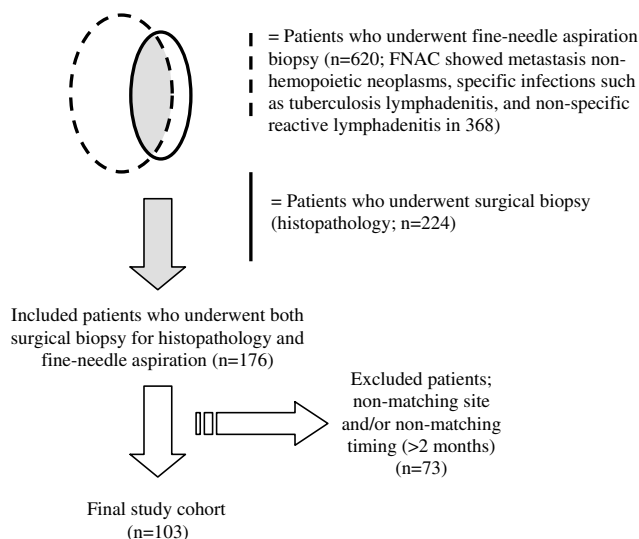 = Patients who underwent fine-needle aspiration
biopsy (n=620; FNAC showed metastasis non-
hemopoietic neoplasms, specific infections such
as tuberculosis lymphadenitis, and non-specific
reactive lymphadenitis in 368)
= Patients who underwent surgical biopsy
(histopathology; n=224)
Included patients who underwent both
surgical biopsy for histopathology and
fine-needle aspiration (n=176)
Excluded patients;
non-matching site
and/or non-matching
timing (>2 months)
(n=73)
Final study cohort
(n=103)